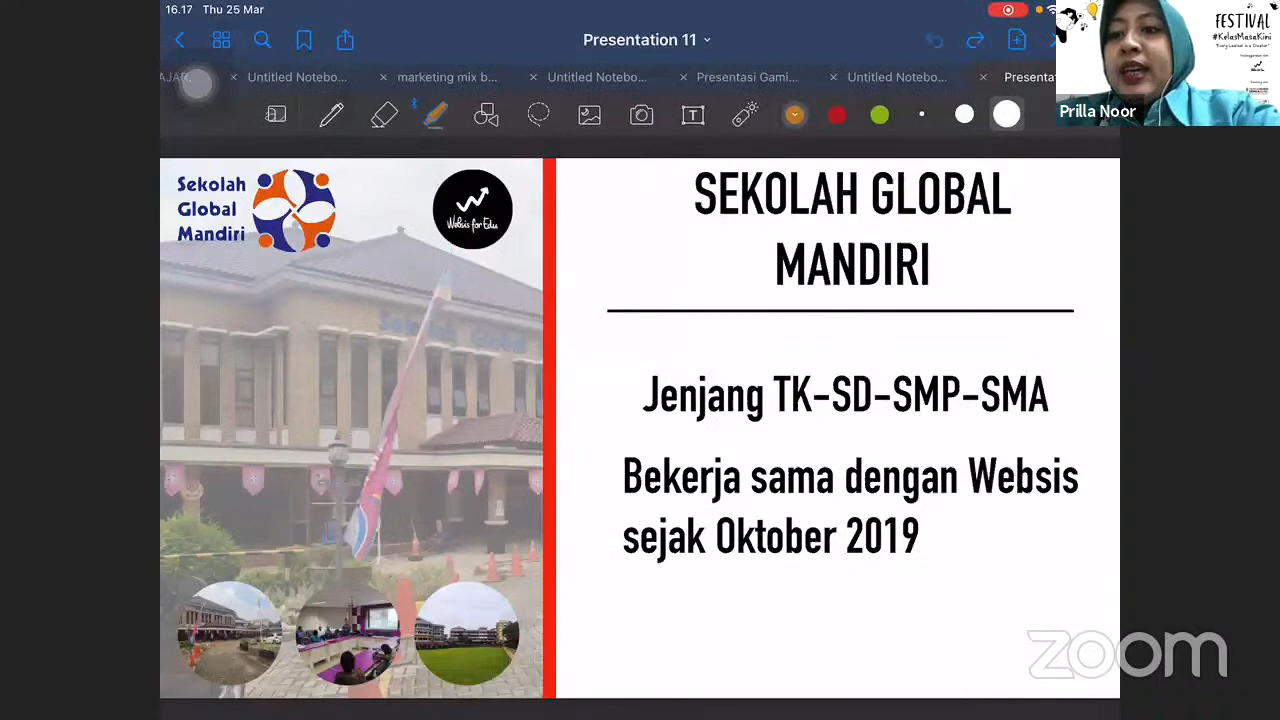 16.17 Thu 25 Mar
Presentation 11
AJAR,
Untitled Notebo...
marketing mix b...
Untitled Notebo...
Presentasi Gami...
Untitled Notebo...
Presenta
T
FESTIVAL
#KelasMasaKini
Prilla Noor
Sekolah
Global
Mandiri
Websis for Edu
SEKOLAH GLOBAL
MANDIRI
Jenjang TK-SD-SMP-SMA
Bekerja sama dengan Websis
sejak Oktober 2019
zoom